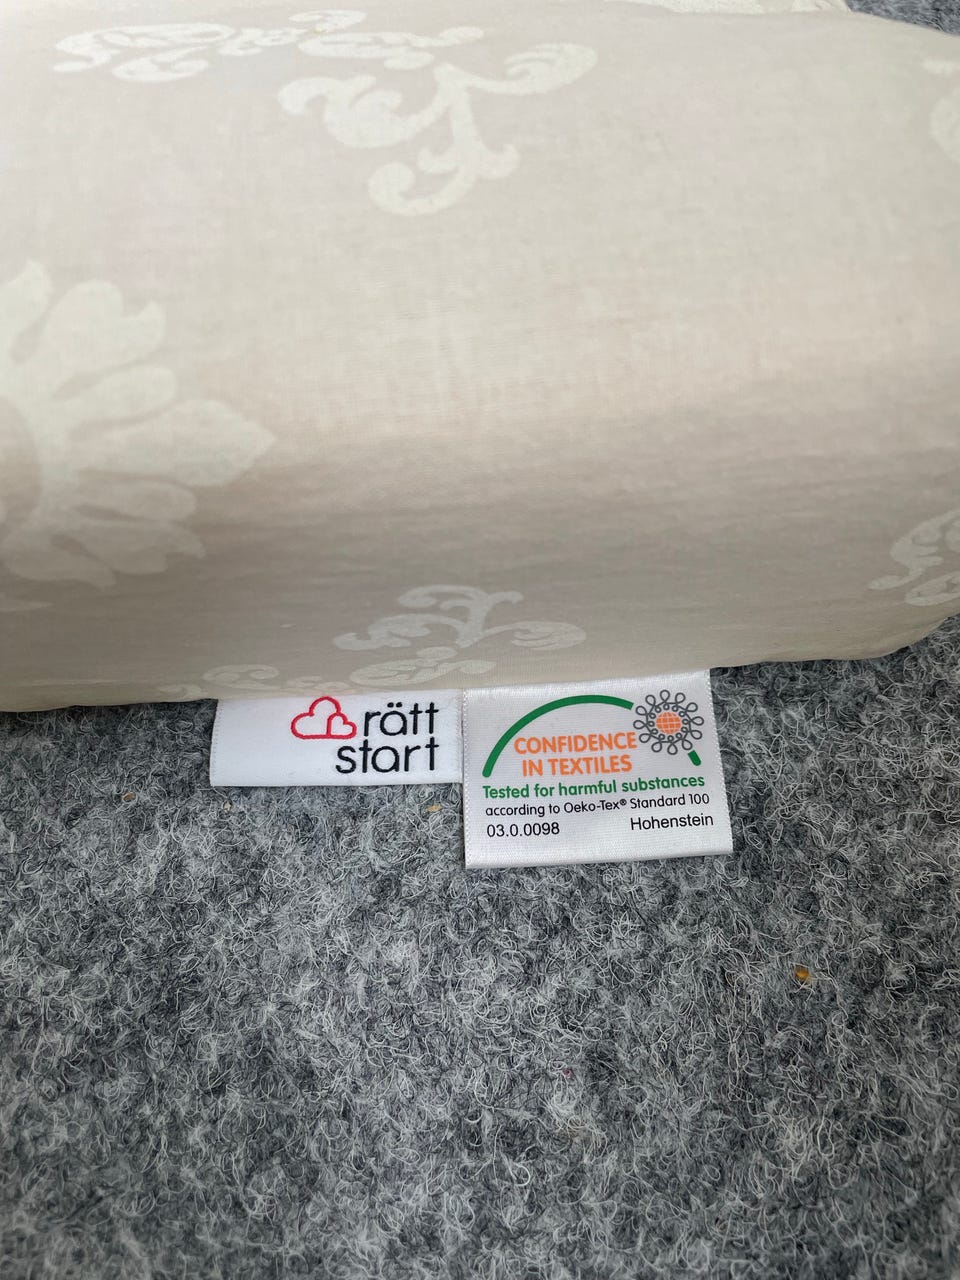 rätt
start
CONFIDENCE
IN TEXTILES
Tested for harmful substances
according to Oeko-Tex® Standard 100
03.0.0098 Hohenstein